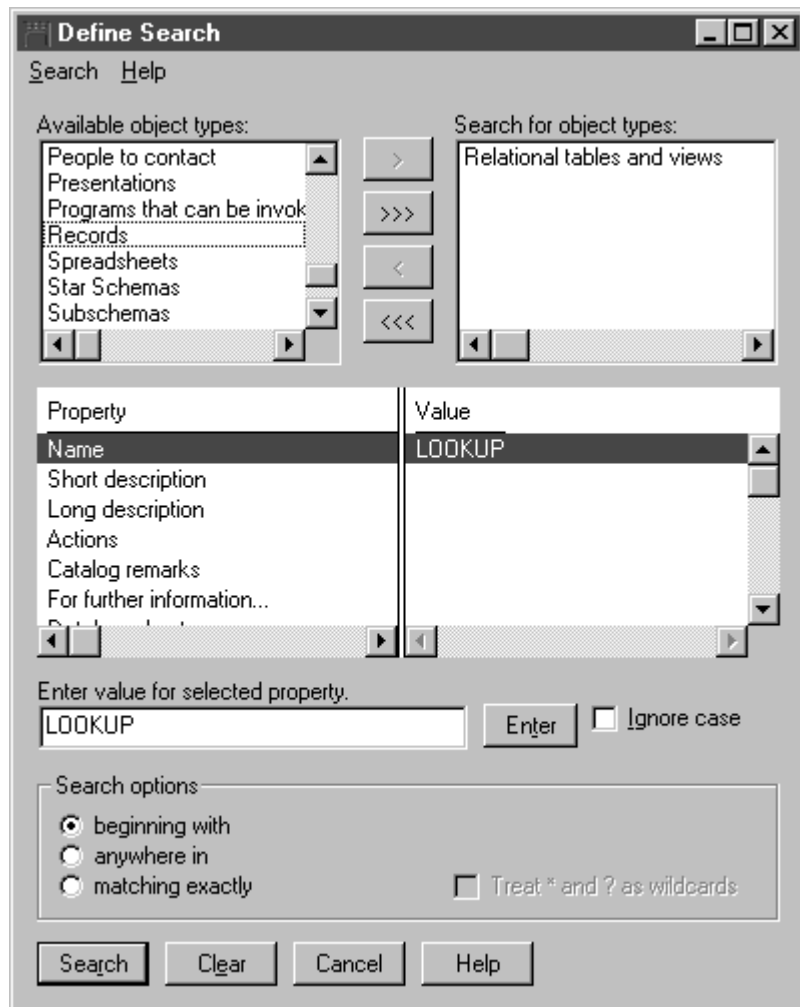 Define Search
Search Help
Available object types:
People to contact
Presentations
Programs that can be invok
Records
Spreadsheets
Star Schemas
Subschemas
>
>>>
<
<<<
Search for object types:
Relational tables and views
Property
Value
Name
LOOKUP
Short description
Long description
Actions
Catalog remarks
For further information...
Enter value for selected property.
LOOKUP
Enter
Ignore case
Search options
beginning with
anywhere in
matching exactly
Treat * and ? as wildcards
Search
Clear
Cancel
Help